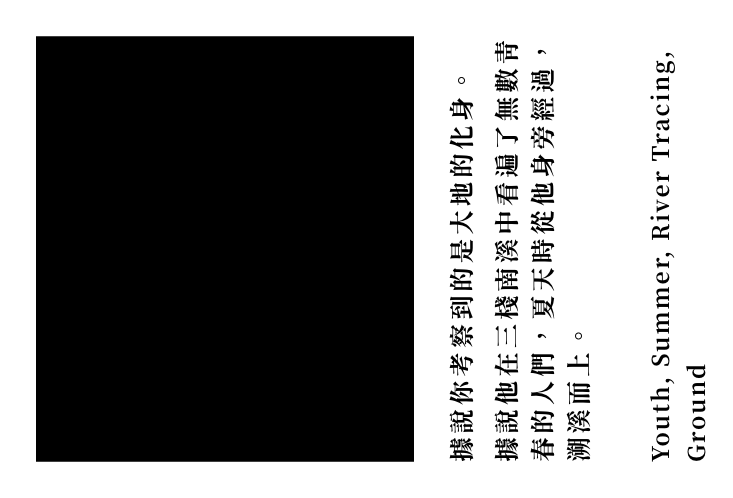 據說你考察到的是大地的化身。
據說他在三棧南溪中看遍了無數青
春的人們，夏天時從他身旁經過，
溯溪而上。
Youth, Summer, River Tracing,
Ground